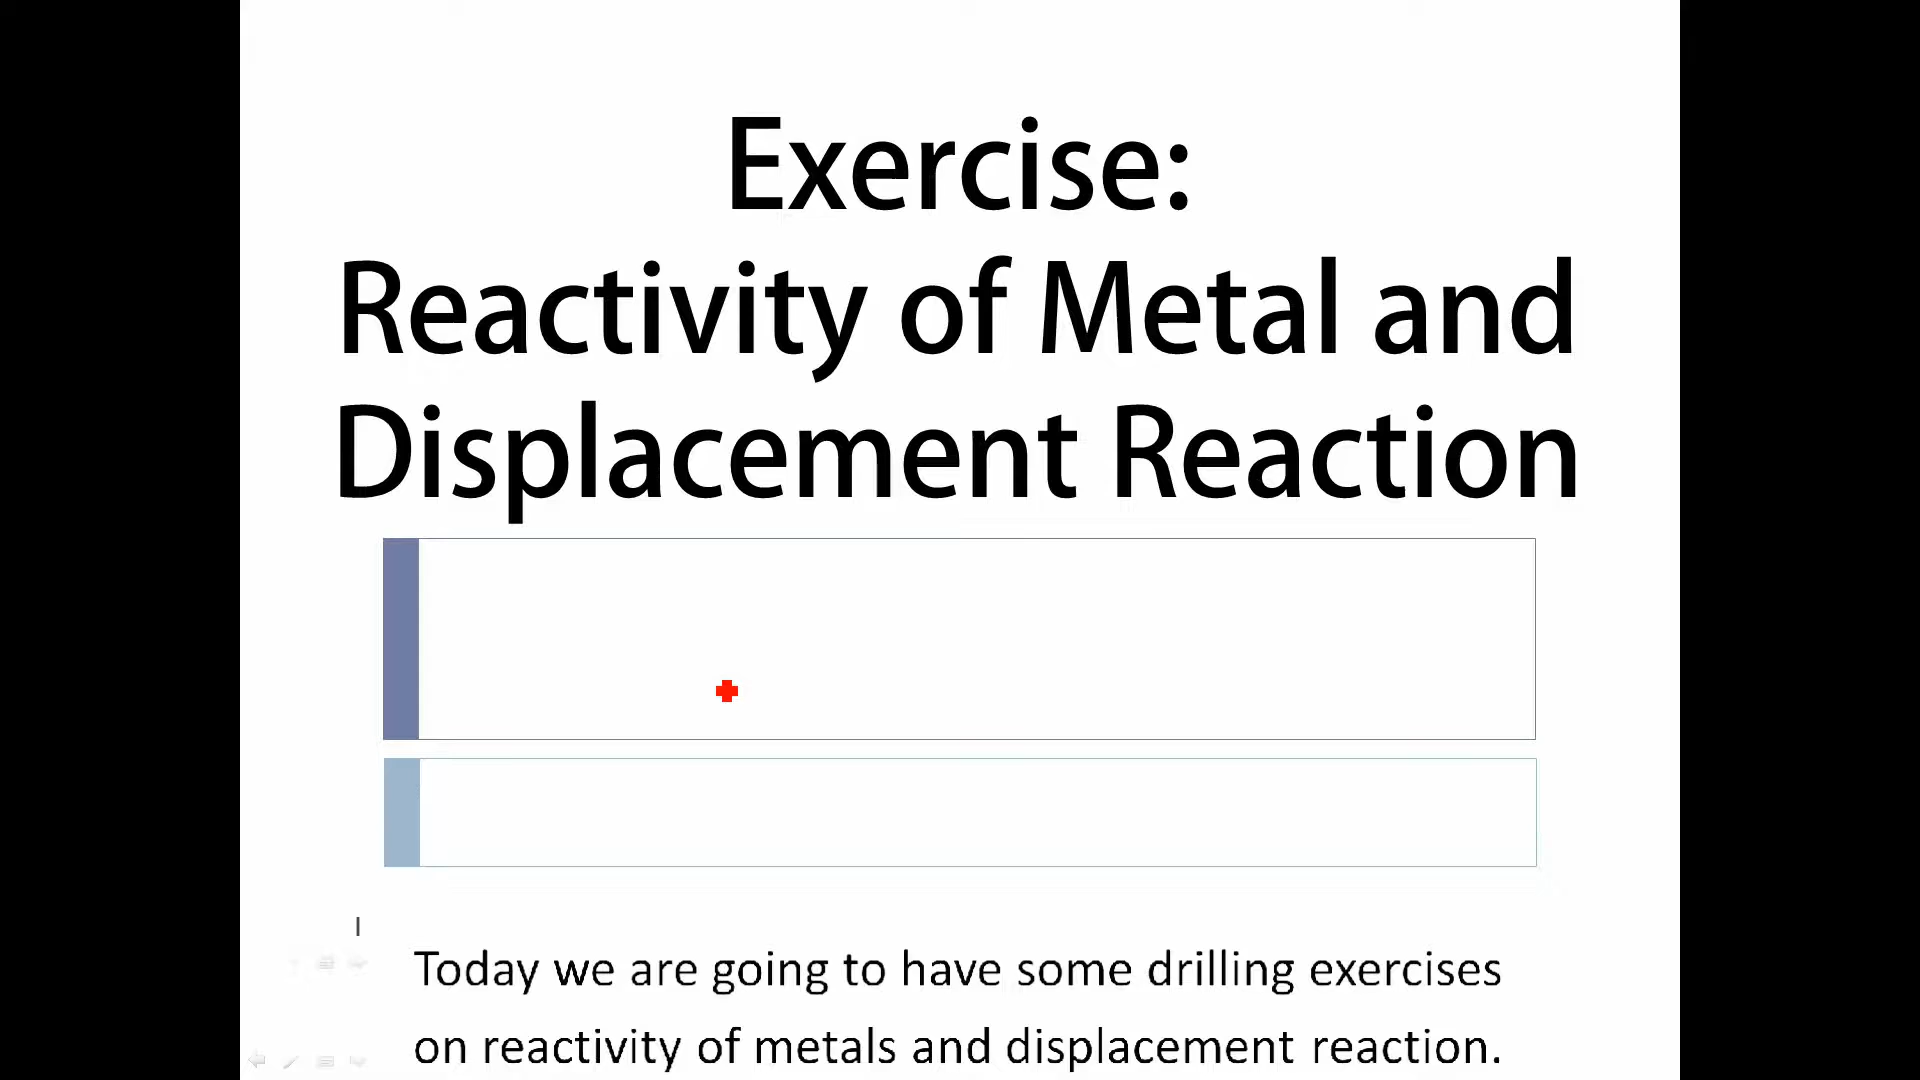 Exercise:
Reactivity of Metal and
Displacement Reaction
Today we are going to have some drilling exercises
on reactivity of metals and displacement reaction.